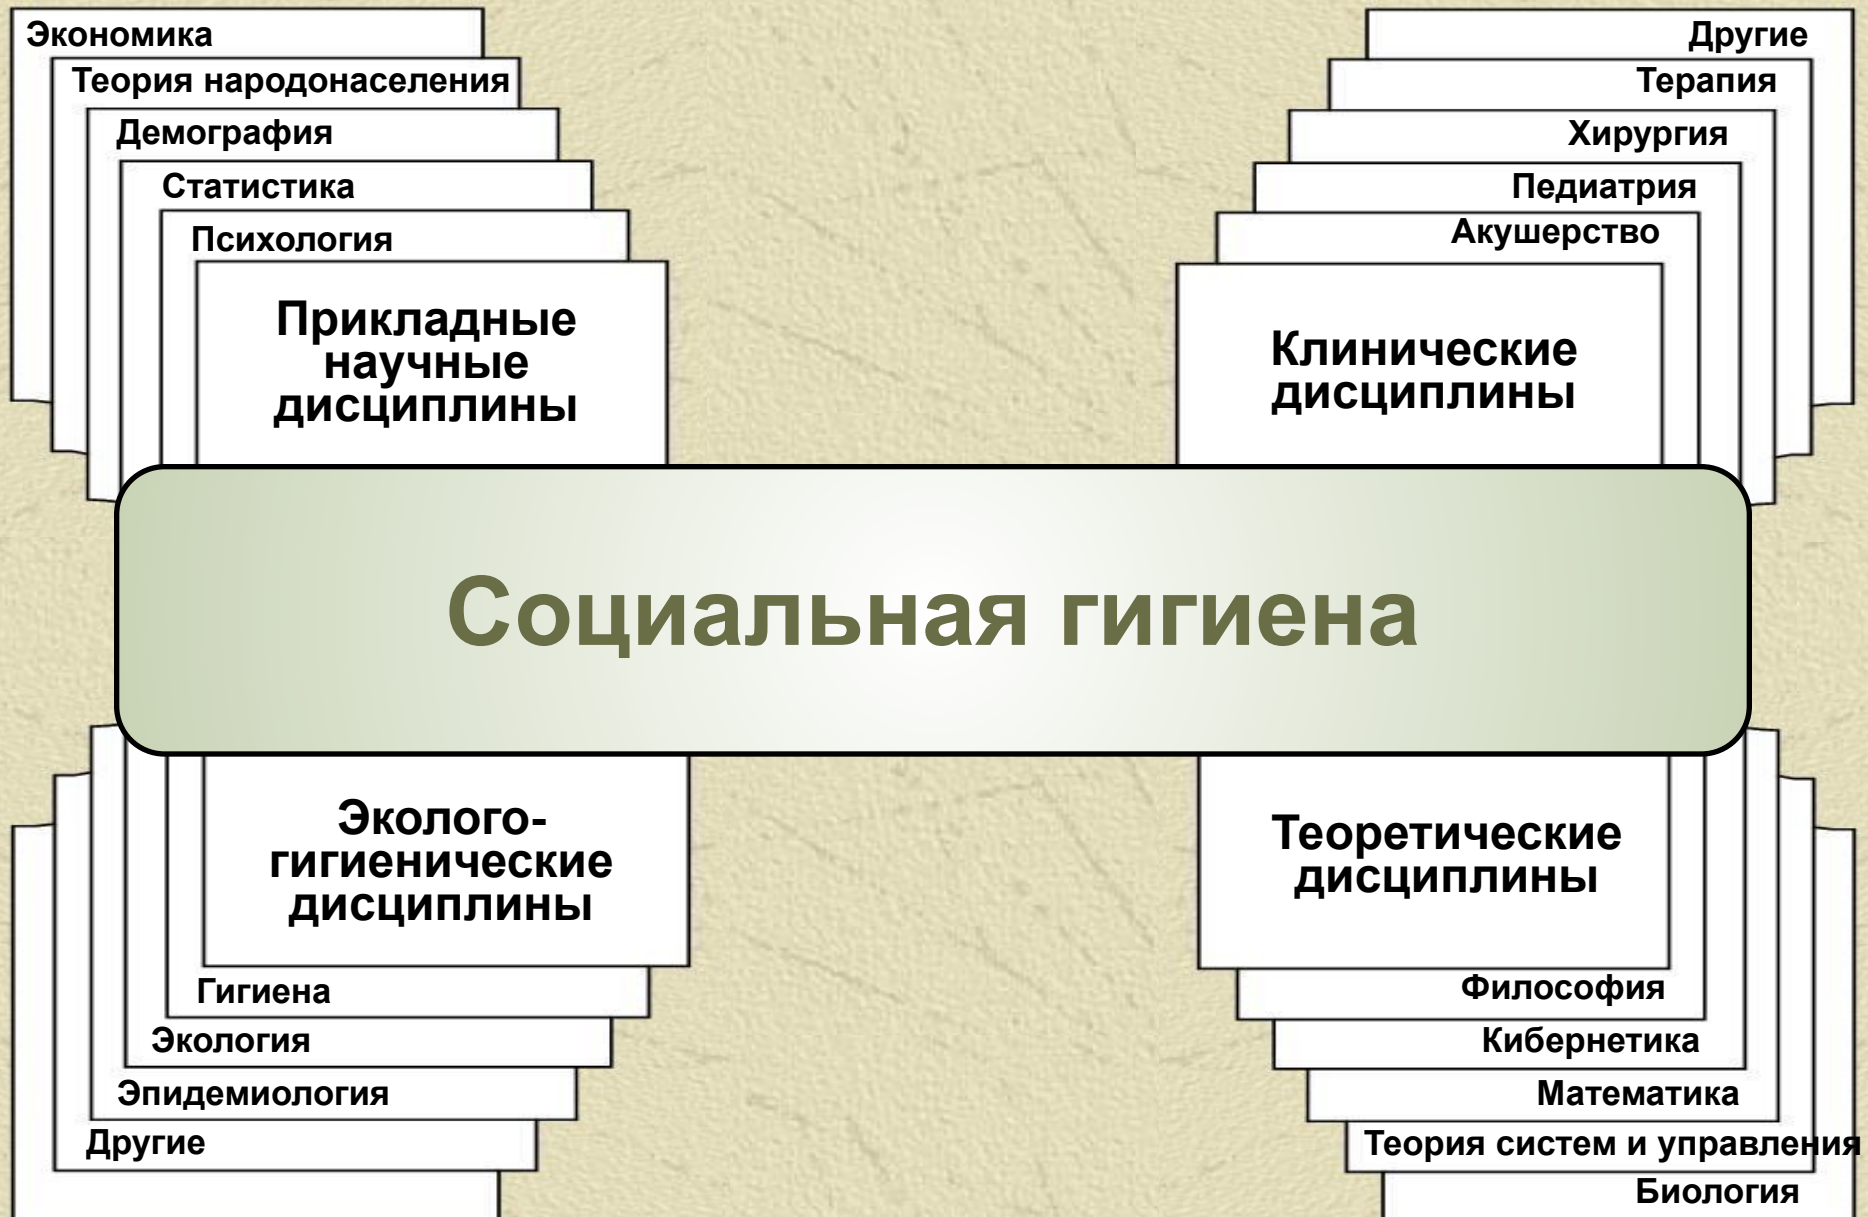 Экономика
Теория народонаселения
Демография
Статистика
Психология
Прикладные
научные
дисциплины
Другие
Терапия
Хирургия
Педиатрия
Акушерство
Клинические
дисциплины
Социальная гигиена
Эколого-
гигиенические
дисциплины
Гигиена
Экология
Эпидемиология
Другие
Теоретические
дисциплины
Философия
Кибернетика
Математика
Теория систем и управления
Биология